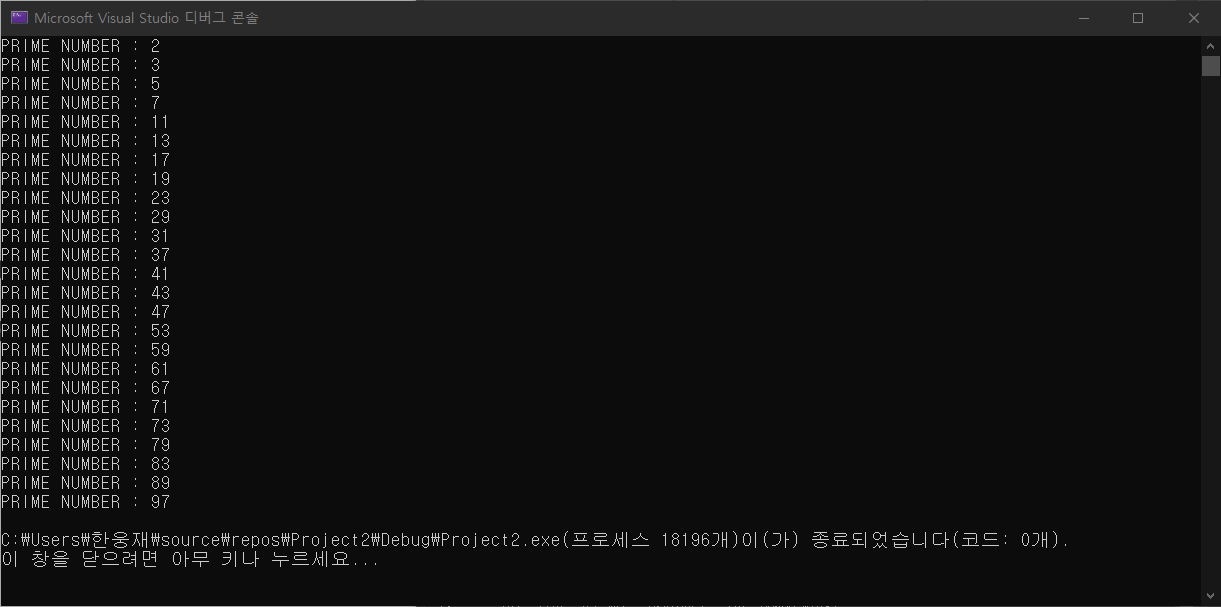 Microsoft Visual Studio 디버그 콘솔
PRIME NUMBER : 2
PRIME NUMBER : 3
PRIME NUMBER : 5
PRIME NUMBER : 7
PRIME NUMBER : 11
PRIME NUMBER : 13
PRIME NUMBER : 17
PRIME NUMBER : 19
PRIME NUMBER : 23
PRIME NUMBER : 29
PRIME NUMBER : 31
PRIME NUMBER : 37
PRIME NUMBER : 41
PRIME NUMBER : 43
PRIME NUMBER : 47
PRIME NUMBER : 53
PRIME NUMBER : 59
PRIME NUMBER : 61
PRIME NUMBER : 67
PRIME NUMBER : 71
PRIME NUMBER : 73
PRIME NUMBER : 79
PRIME NUMBER : 83
PRIME NUMBER : 89
PRIME NUMBER : 97
C:₩Users₩한웅재₩source₩repos₩Project2₩Debug₩Project2.exe(프로세스 18196개)이(가) 종료되었습니다(코드: 0개).
이 창을 닫으려면 아무 키나 누르세요...